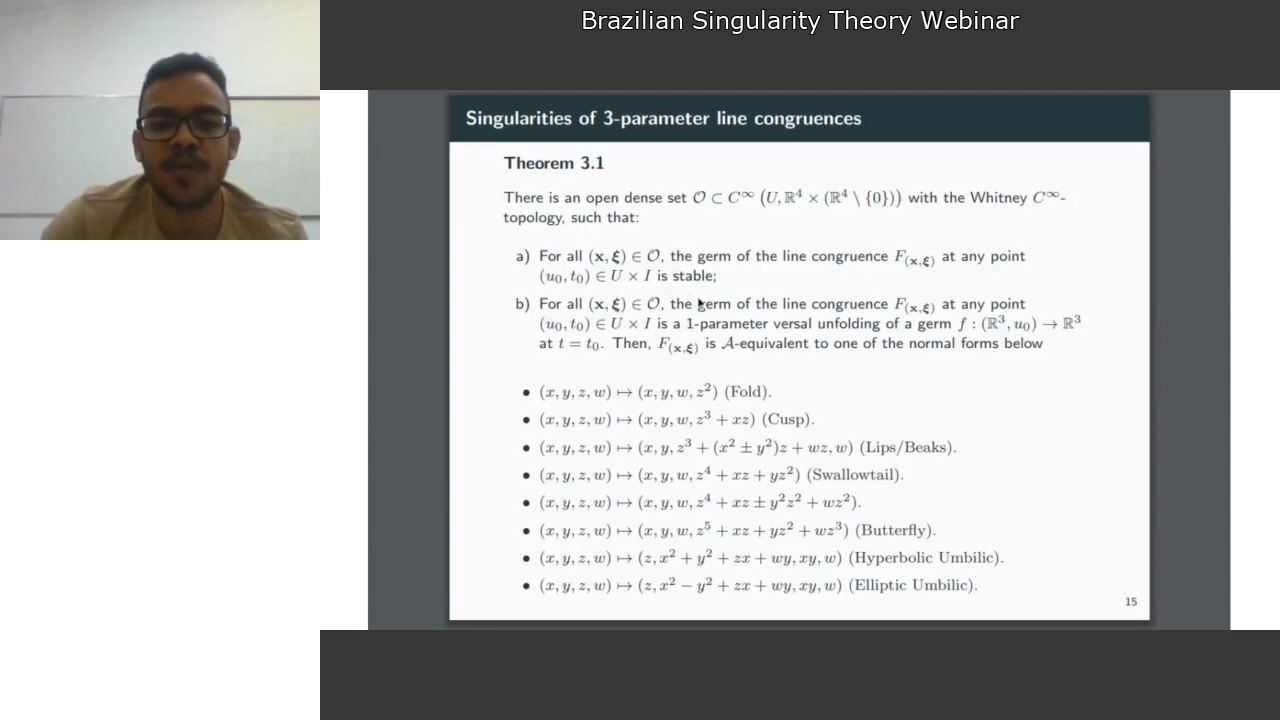 Brazilian Singularity Theory Webinar
Singularities of 3-parameter line congruences
Theorem 3.1
There is an open dense set 𝒪 ⊂ C^∞ (U, ℝ⁴ × (ℝ⁴ \ {0})) with the Whitney C^∞-
topology, such that:
a) For all (x, ξ) ∈ 𝒪, the germ of the line congruence F_(x,ξ) at any point
(u₀, t₀) ∈ U × I is stable;
b) For all (x, ξ) ∈ 𝒪, the germ of the line congruence F_(x,ξ) at any point
(u₀, t₀) ∈ U × I is a 1-parameter versal unfolding of a germ f : (ℝ³, u₀) → ℝ³
at t = t₀. Then, F_(x,ξ) is 𝒜-equivalent to one of the normal forms below
• (x, y, z, w) ↦ (x, y, w, z²) (Fold).
• (x, y, z, w) ↦ (x, y, w, z³ + xz) (Cusp).
• (x, y, z, w) ↦ (x, y, z³ + (x² ± y²)z + wz, w) (Lips/Beaks).
• (x, y, z, w) ↦ (x, y, w, z⁴ + xz + yz²) (Swallowtail).
• (x, y, z, w) ↦ (x, y, w, z⁴ + xz ± y²z² + wz²).
• (x, y, z, w) ↦ (x, y, w, z⁵ + xz + yz² + wz³) (Butterfly).
• (x, y, z, w) ↦ (z, x² + y² + zx + wy, xy, w) (Hyperbolic Umbilic).
• (x, y, z, w) ↦ (z, x² − y² + zx + wy, xy, w) (Elliptic Umbilic).
15